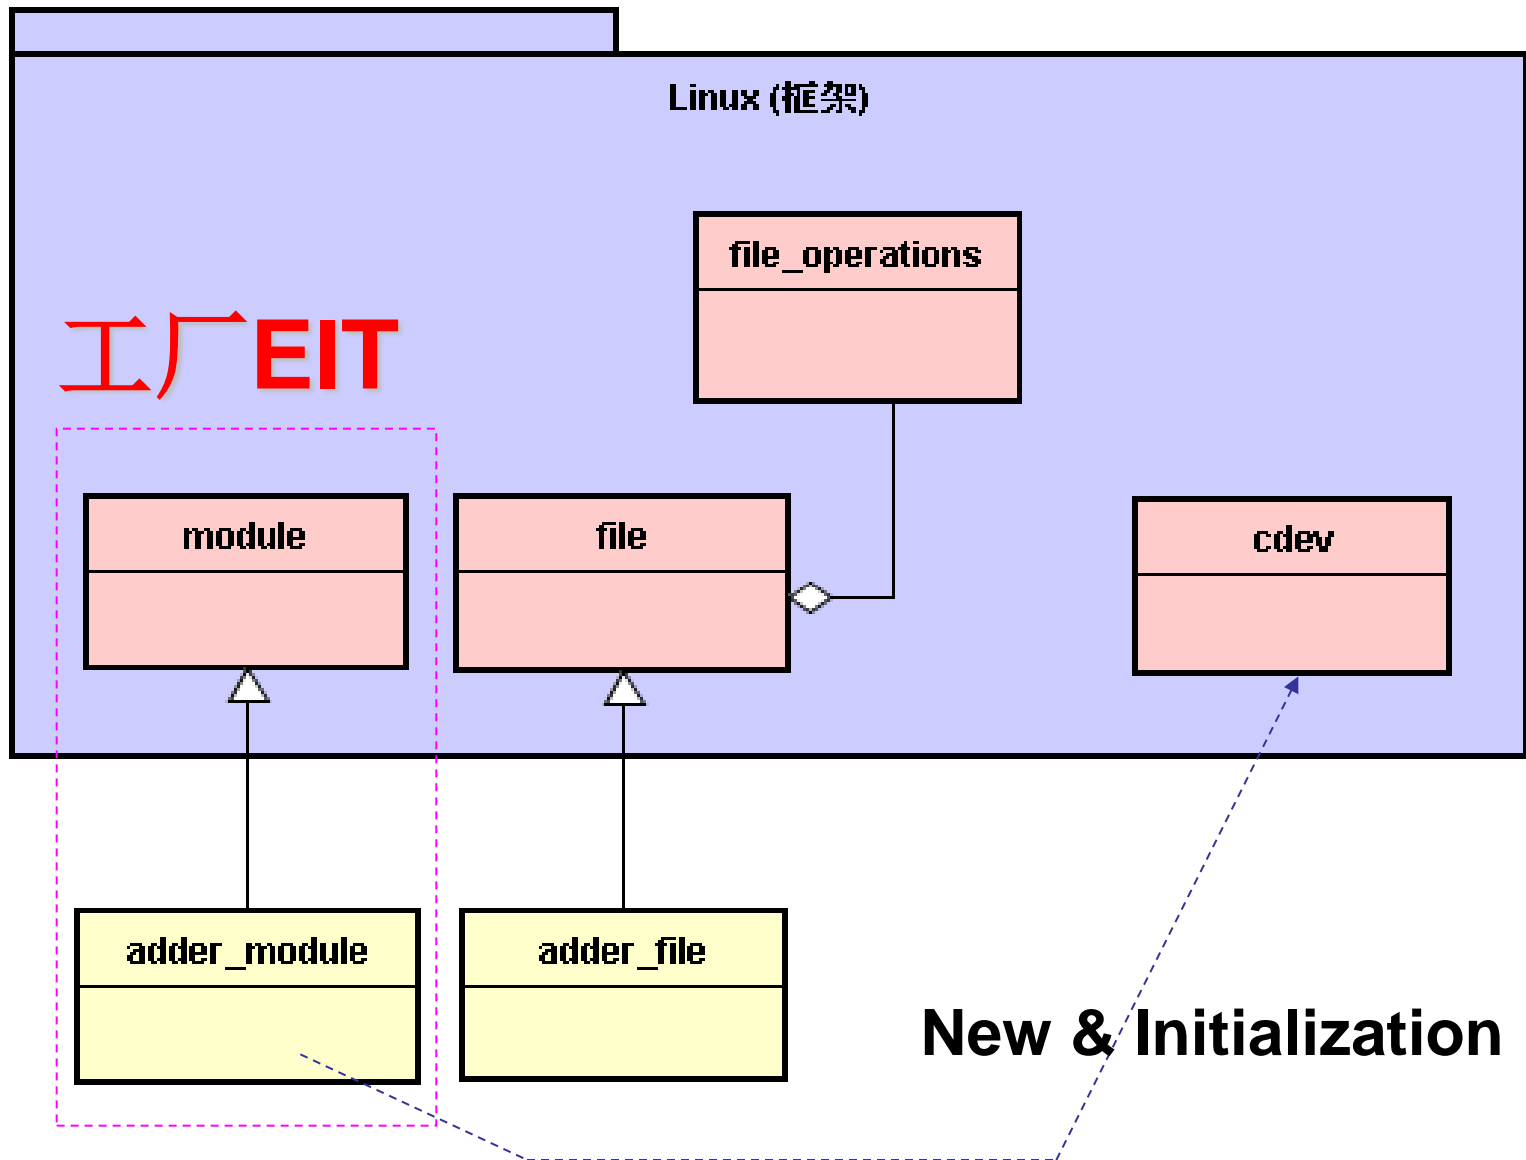 Linux (框架)
file_operations
工厂EIT
module
file
cdev
adder_module
adder_file
New & Initialization